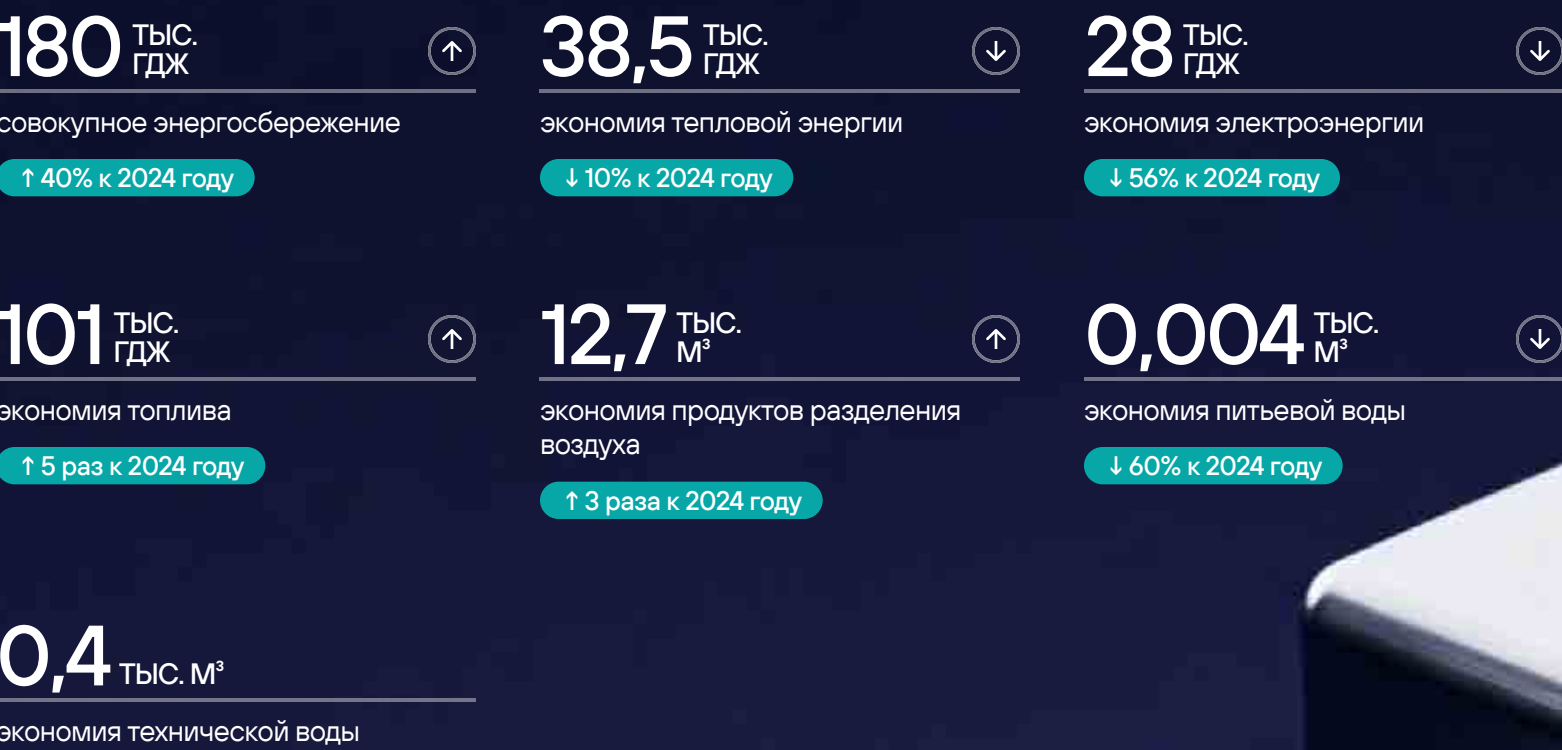 180 ТЫС. ГДЖ
совокупное энергосбережение
↑ 40% к 2024 году
38,5 ТЫС. ГДЖ
экономия тепловой энергии
↓ 10% к 2024 году
28 ТЫС. ГДЖ
экономия электроэнергии
↓ 56% к 2024 году
101 ТЫС. ГДЖ
экономия топлива
↑ 5 раз к 2024 году
12,7 ТЫС. М³
экономия продуктов разделения
воздуха
↑ 3 раза к 2024 году
0,004 ТЫС. М³
экономия питьевой воды
↓ 60% к 2024 году
0,4 ТЫС. М³
экономия технической воды